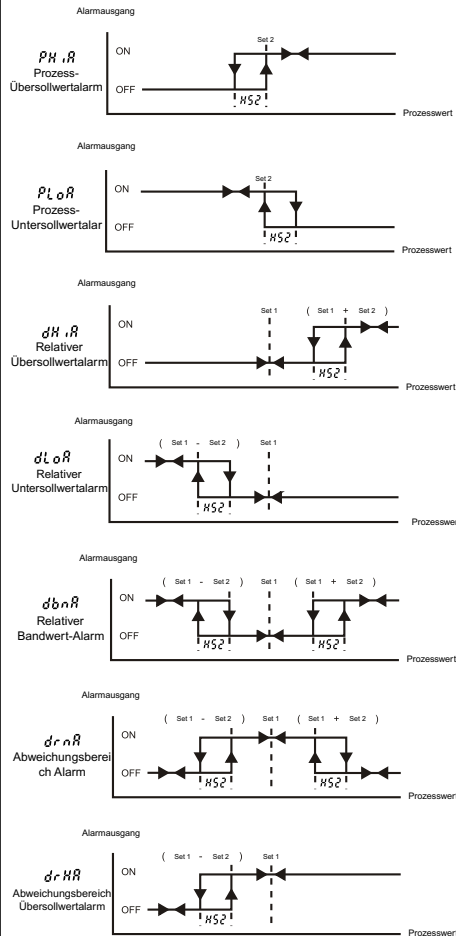 Alarmausgang
Set 2
ON
PH iA
Prozess-
Übersollwertalarm
OFF
HS2
Prozesswert
Alarmausgang
Set 2
ON
PLoA
Prozess-
Untersollwertalar
OFF
HS2
Prozesswert
Alarmausgang
Set 1 ( Set 1 + Set 2 )
ON
dH iA
Relativer
Übersollwertalarm
OFF
HS2
Prozesswert
Alarmausgang
( Set 1 - Set 2 ) Set 1
ON
dLoA
Relativer
Untersollwertalarm
OFF
HS2
Prozesswer
Alarmausgang
( Set 1 - Set 2 ) Set 1 ( Set 1 + Set 2 )
ON
dbnA
Relativer
Bandwert-Alarm
OFF
HS2 HS2
Prozesswert
Alarmausgang
( Set 1 - Set 2 ) Set 1 ( Set 1 + Set 2 )
ON
drnA
Abweichungsberei
ch Alarm
OFF
HS2 HS2
Prozesswert
Alarmausgang
( Set 1 - Set 2 ) Set 1
ON
drHA
Abweichungsbereich
Übersollwertalarm
OFF
HS2
Prozesswert